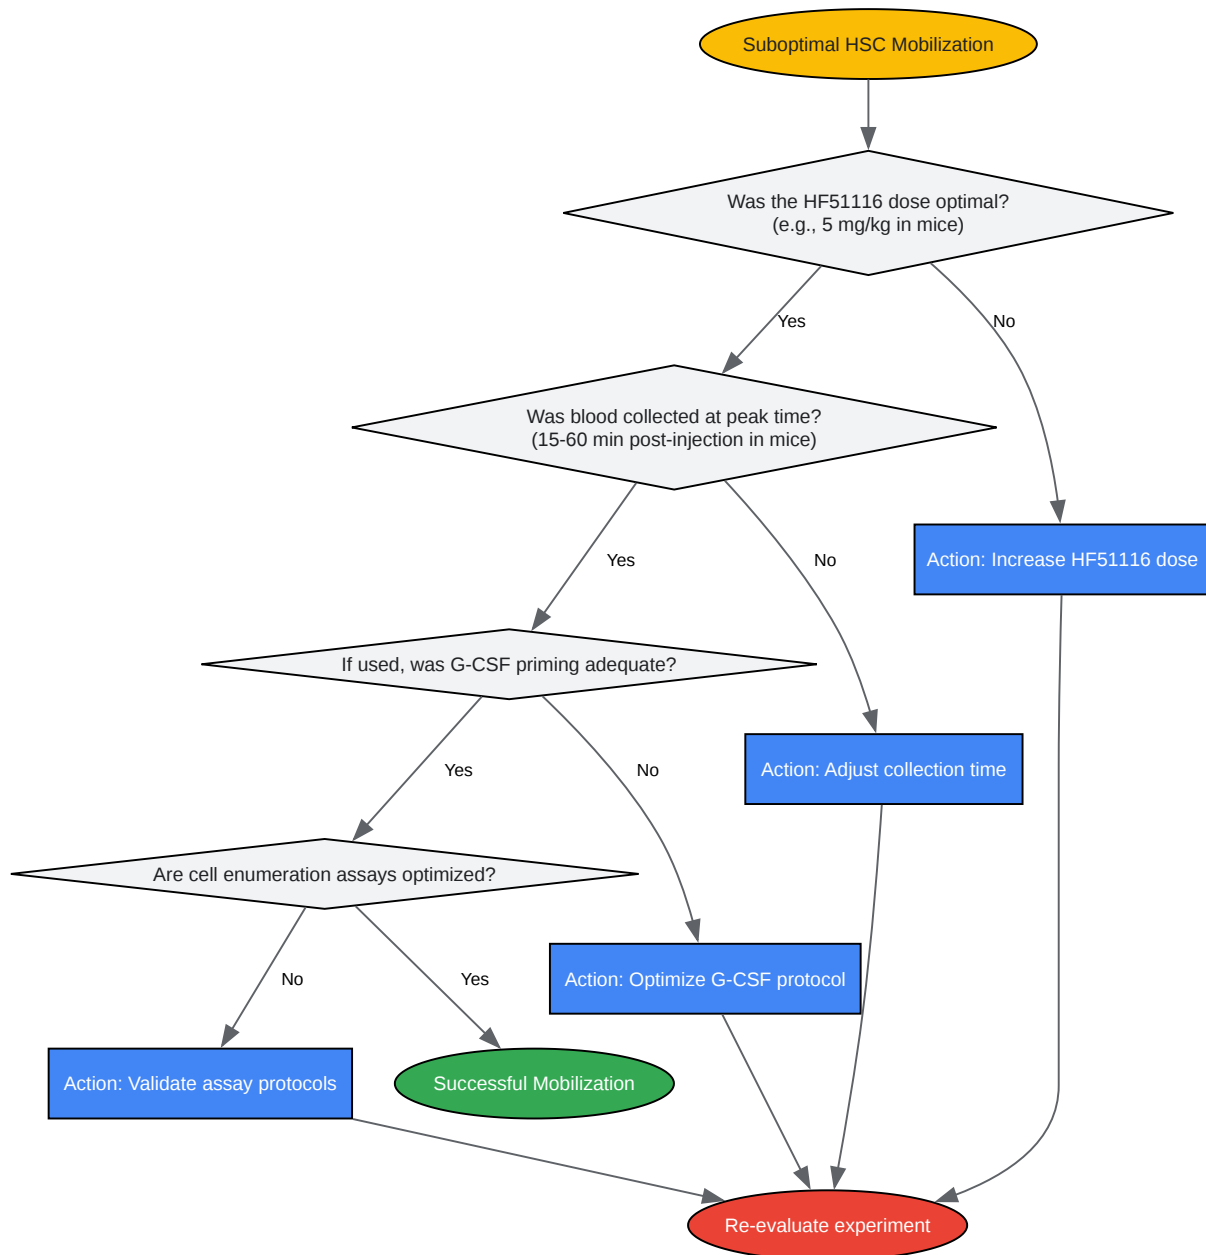 Suboptimal HSC Mobilization
Was the HF51116 dose optimal?
(e.g., 5 mg/kg in mice)
Yes
No
Was blood collected at peak time?
(15-60 min post-injection in mice)
Yes
No
Action: Increase HF51116 dose
If used, was G-CSF priming adequate?
Yes
No
Action: Adjust collection time
Are cell enumeration assays optimized?
No
Yes
Action: Optimize G-CSF protocol
Action: Validate assay protocols
Successful Mobilization
Re-evaluate experiment